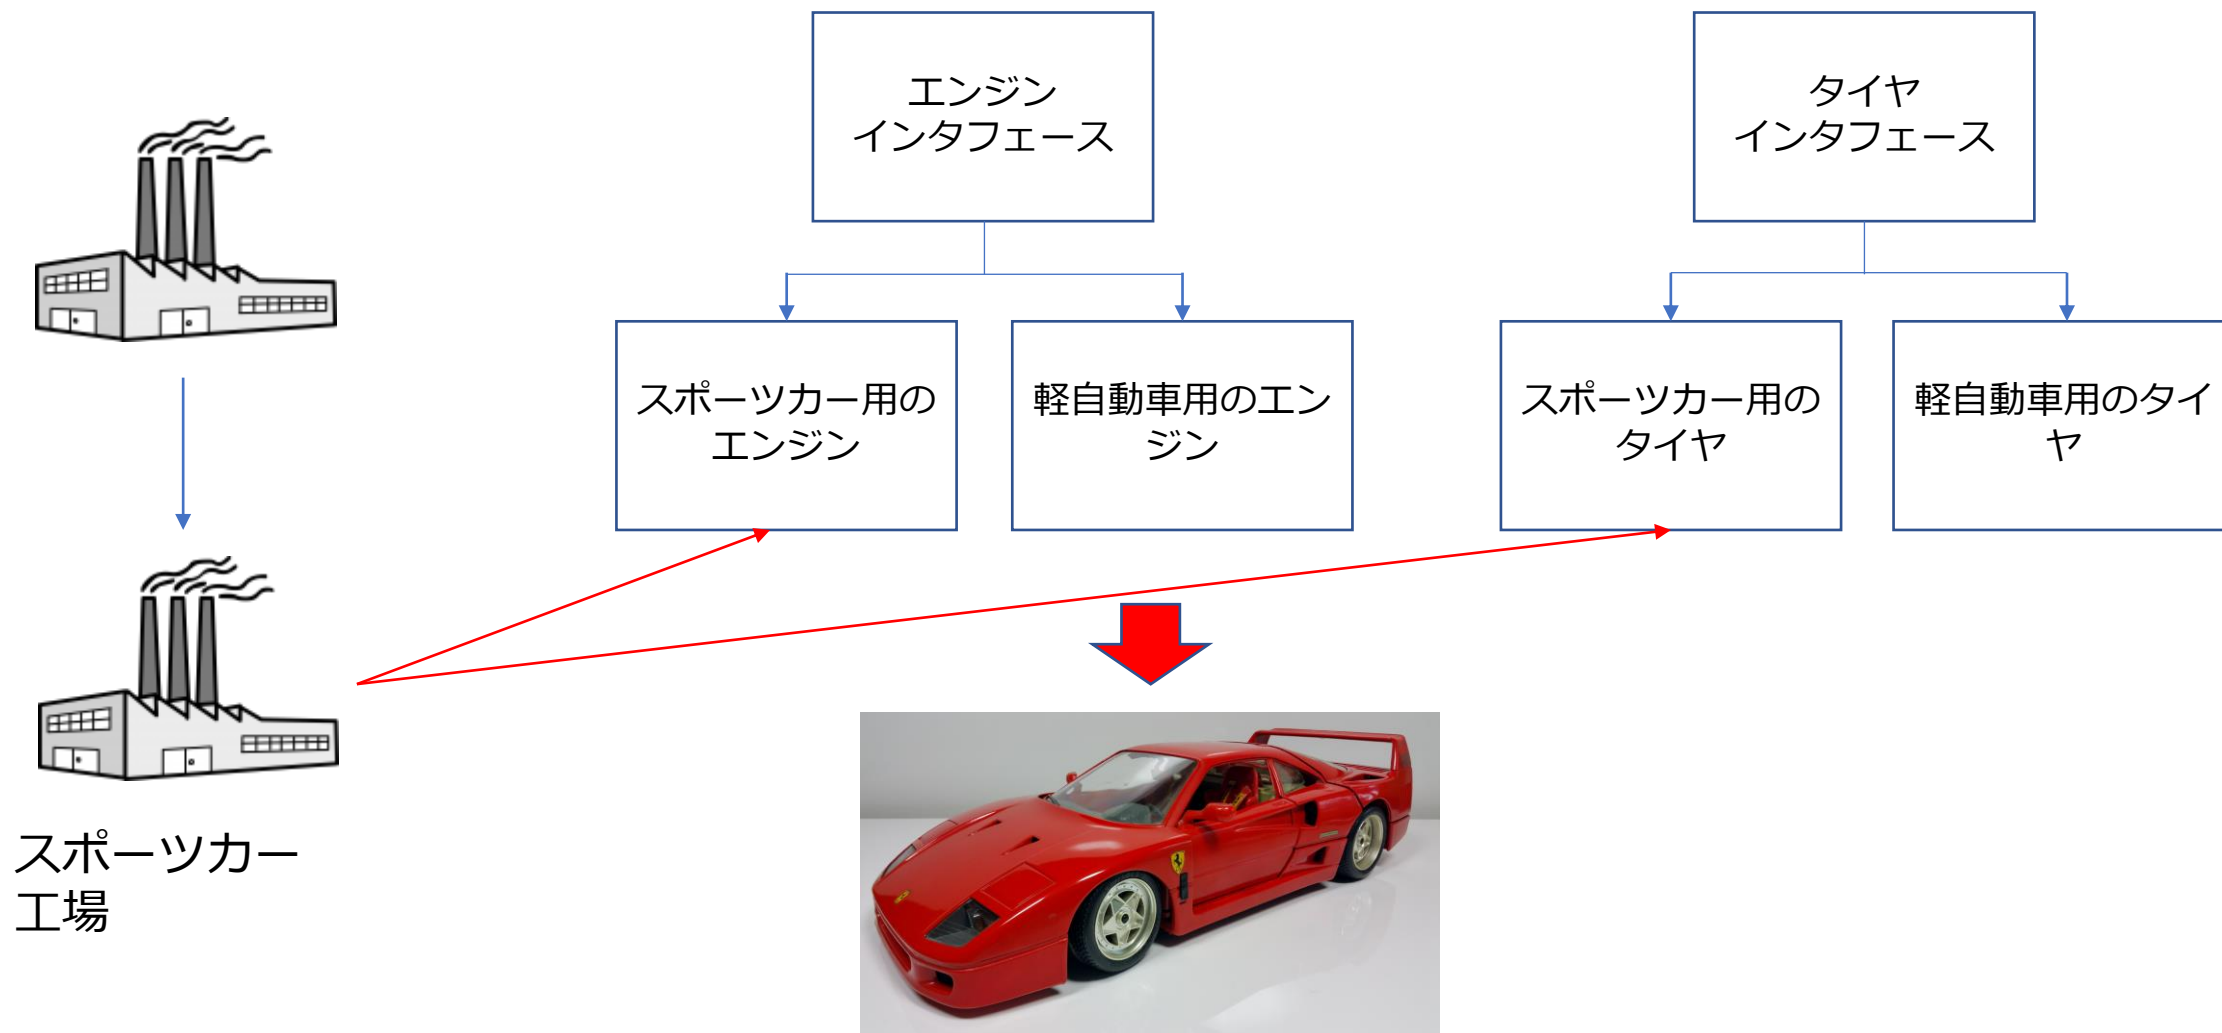 エンジン
インタフェース
タイヤ
インタフェース
スポーツカー用の
エンジン
軽自動車用のエン
ジン
スポーツカー用の
タイヤ
軽自動車用のタイ
ヤ
スポーツカー
工場